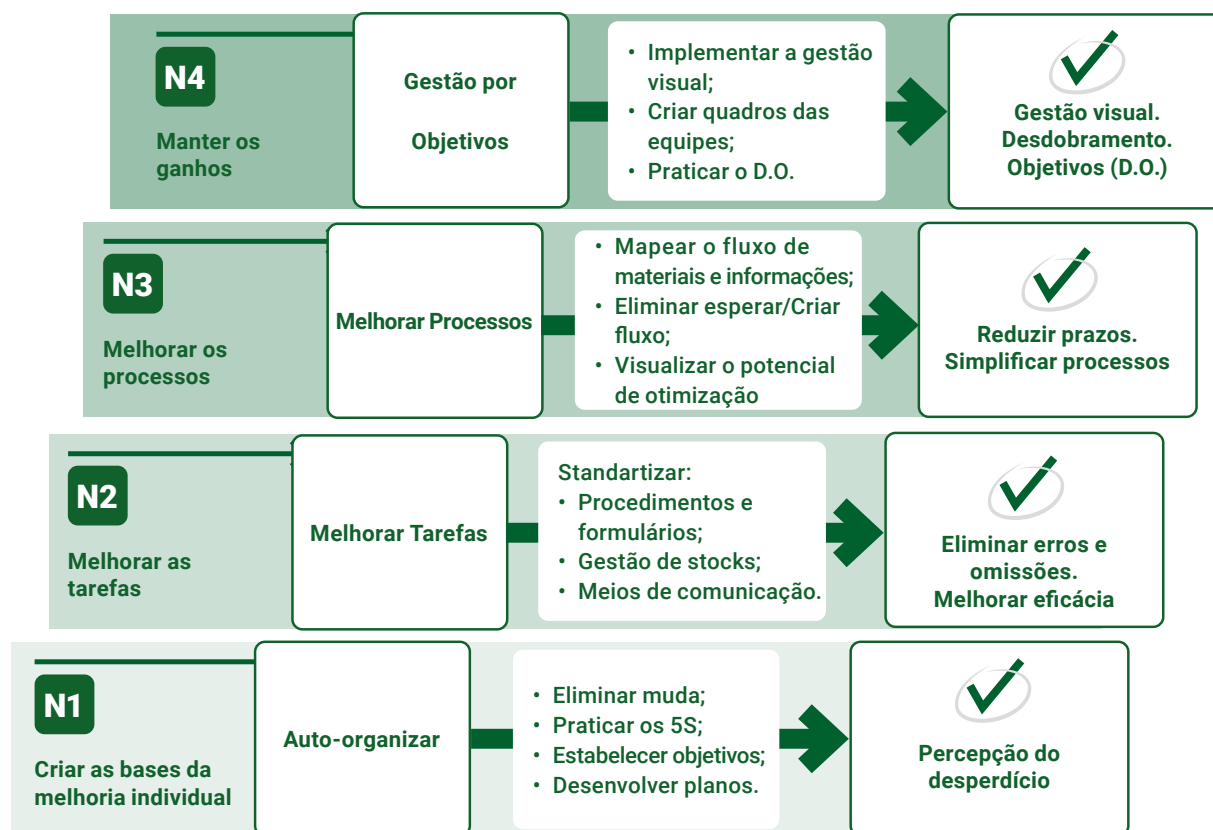 N4
Manter os
ganhos
Gestão por
Objetivos
• Implementar a gestão
visual;
• Criar quadros das
equipes;
• Praticar o D.O.
Gestão visual.
Desdobramento.
Objetivos (D.O.)
N3
Melhorar os
processos
Melhorar Processos
• Mapear o fluxo de
materiais e informações;
• Eliminar esperar/Criar
fluxo;
• Visualizar o potencial
de otimização
Reduzir prazos.
Simplificar processos
N2
Melhorar as
tarefas
Melhorar Tarefas
Standartizar:
• Procedimentos e
formulários;
• Gestão de stocks;
• Meios de comunicação.
Eliminar erros e
omissões.
Melhorar eficácia
N1
Criar as bases da
melhoria individual
Auto-organizar
• Eliminar muda;
• Praticar os 5S;
• Estabelecer objetivos;
• Desenvolver planos.
Percepção do
desperdício